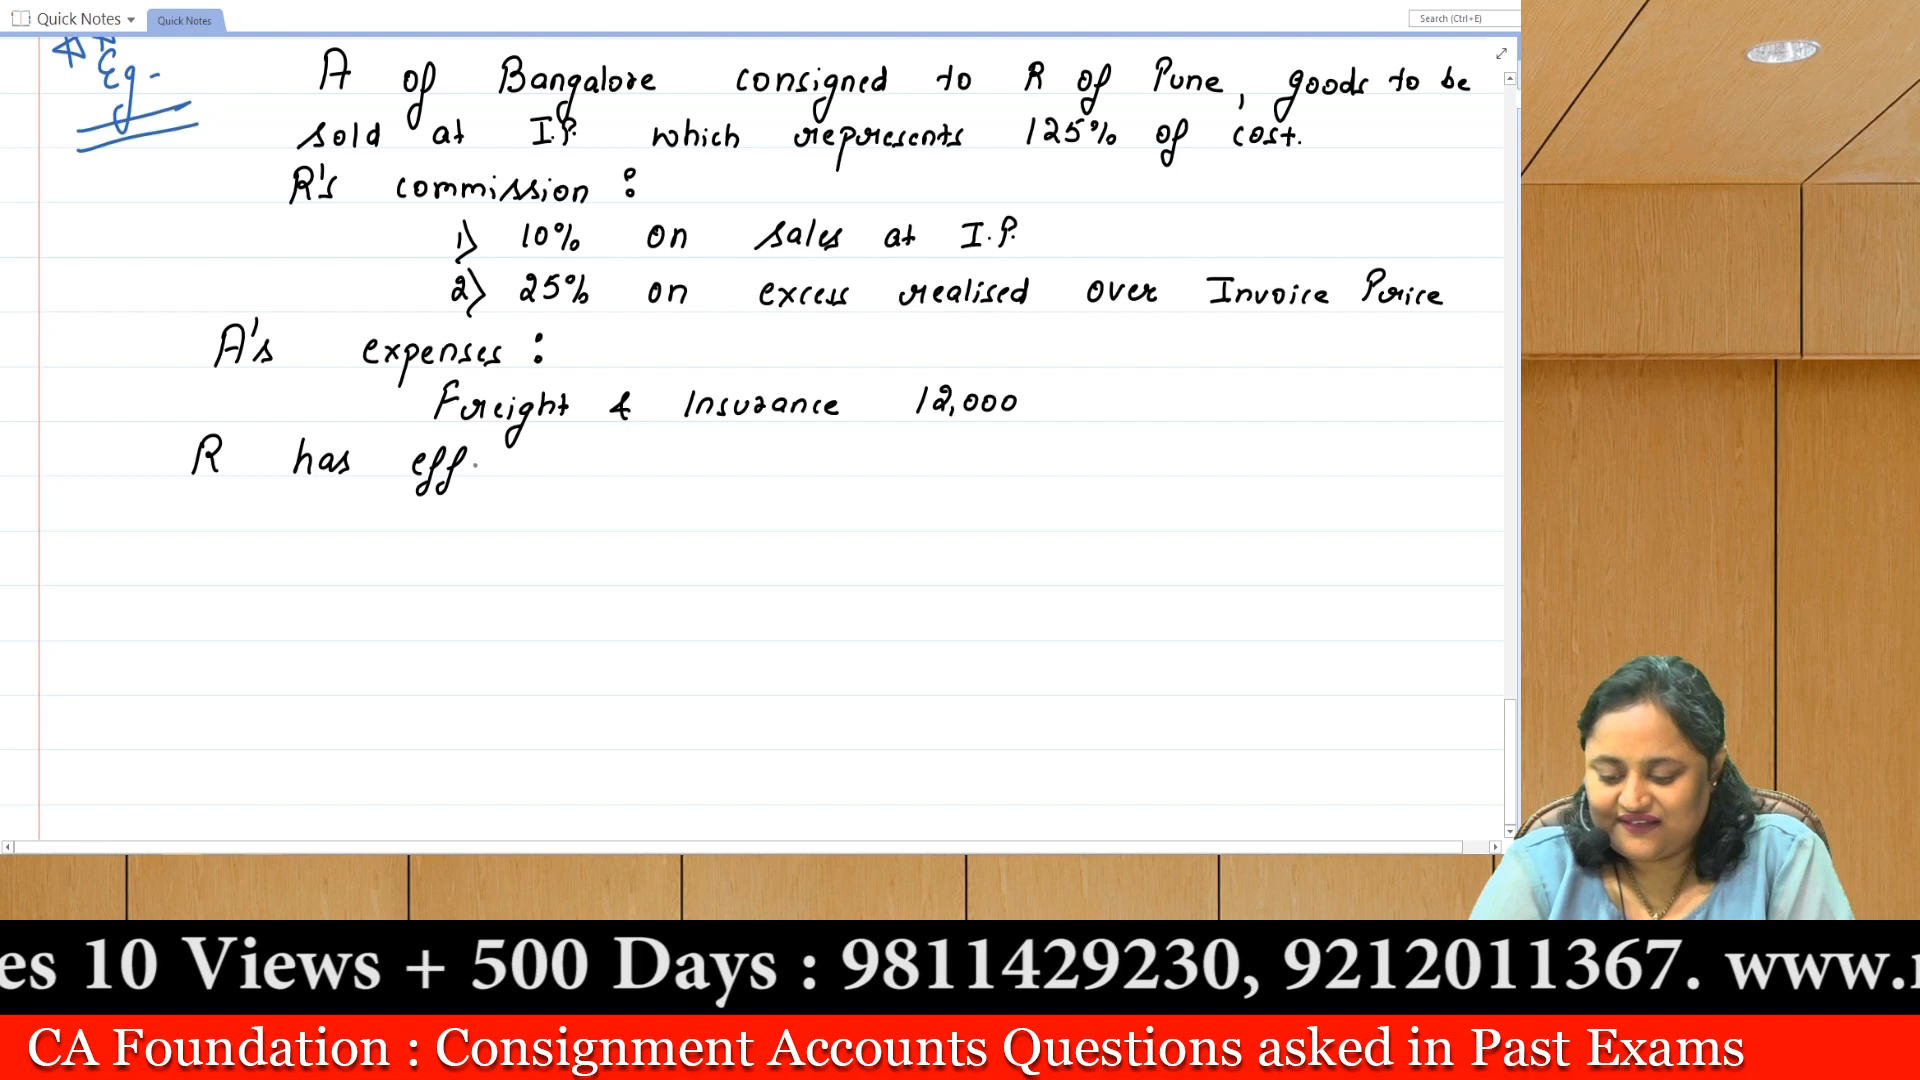 Quick Notes
Quick Notes
Search (Ctrl+E)
Eg -
A of Bangalore consigned to R of Pune, goods to be
sold at I.P. which represents 125% of cost.
R's commission :
1) 10% on sales at I.P.
2) 25% on excess realised over Invoice Price
A's expenses :
Freight & Insurance 12,000
R has eff
es 10 Views + 500 Days : 9811429230, 9212011367. www.
CA Foundation : Consignment Accounts Questions asked in Past Exams